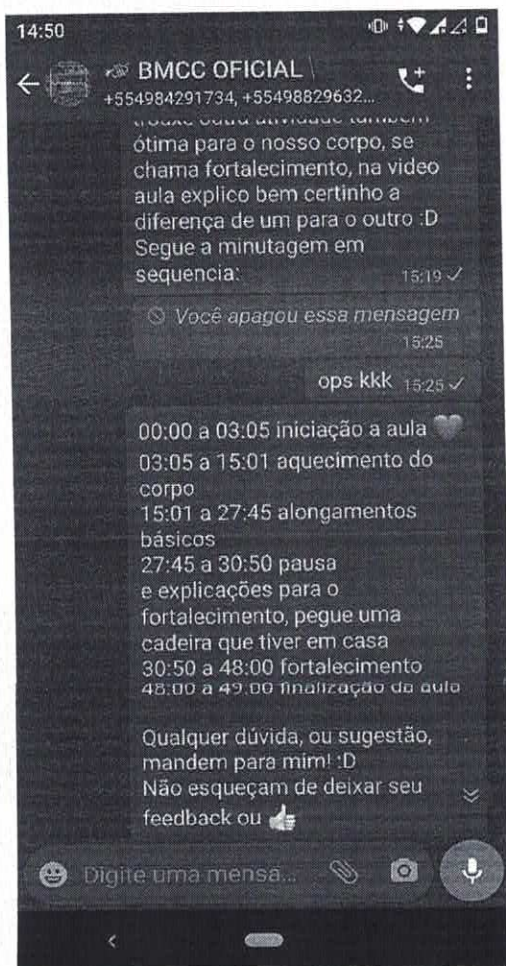 14:50
BMCC OFICIAL
+554984291734, +55498829632...
trouxe outra atividade também
ótima para o nosso corpo, se
chama fortalecimento, na video
aula explico bem certinho a
diferença de um para o outro :D
Segue a minutagem em
sequencia:
15:19
Você apagou essa mensagem
15:25
ops kkk 15:25
00:00 a 03:05 iniciação a aula
03:05 a 15:01 aquecimento do
corpo
15:01 a 27:45 alongamentos
básicos
27:45 a 30:50 pausa
e explicações para o
fortalecimento, pegue uma
cadeira que tiver em casa
30:50 a 48:00 fortalecimento
48:00 a 49:00 finalização da aula
Qualquer dúvida, ou sugestão,
mandem para mim! :D
Não esqueçam de deixar seu
feedback ou
Digite uma mensa...